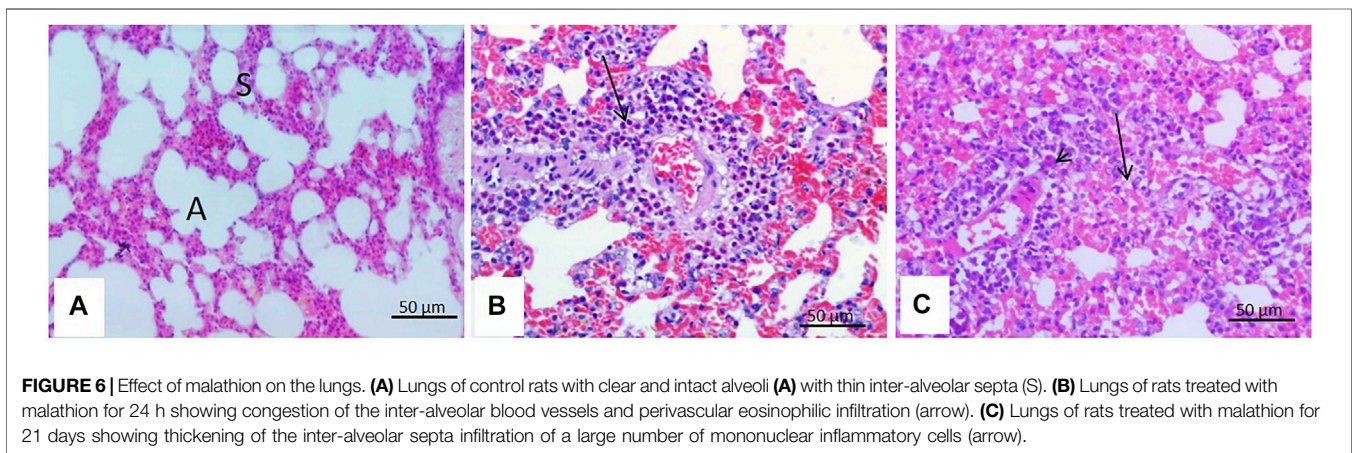 S
A
A
50 µm
B
50 µm
C
50 µm
FIGURE 6 | Effect of malathion on the lungs. (A) Lungs of control rats with clear and intact alveoli (A) with thin inter-alveolar septa (S). (B) Lungs of rats treated with
malathion for 24 h showing congestion of the inter-alveolar blood vessels and perivascular eosinophilic infiltration (arrow). (C) Lungs of rats treated with malathion for
21 days showing thickening of the inter-alveolar septa infiltration of a large number of mononuclear inflammatory cells (arrow).